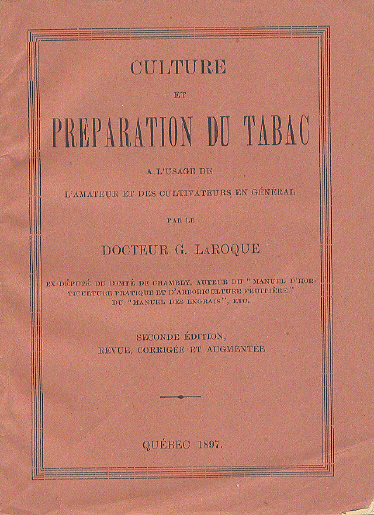 CULTURE
ET
PREPARATION DU TABAC
A L'USAGE DE
L'AMATEUR ET DES CULTIVATEURS EN GÉNÉRAL
PAR LE
DOCTEUR G. LAROQUE
EX-DÉPUTÉ DU COMTÉ DE CHAMBLY, AUTEUR DU "MANUEL D'HOR-
TICULTURE PRATIQUE ET D'ARBORICULTURE FRUITIÈRE"
DU "MANUEL DES ENGRAIS", ETC.
SECONDE ÉDITION,
REVUE, CORRIGÉE ET AUGMENTÉE
QUÉBEC 1897.